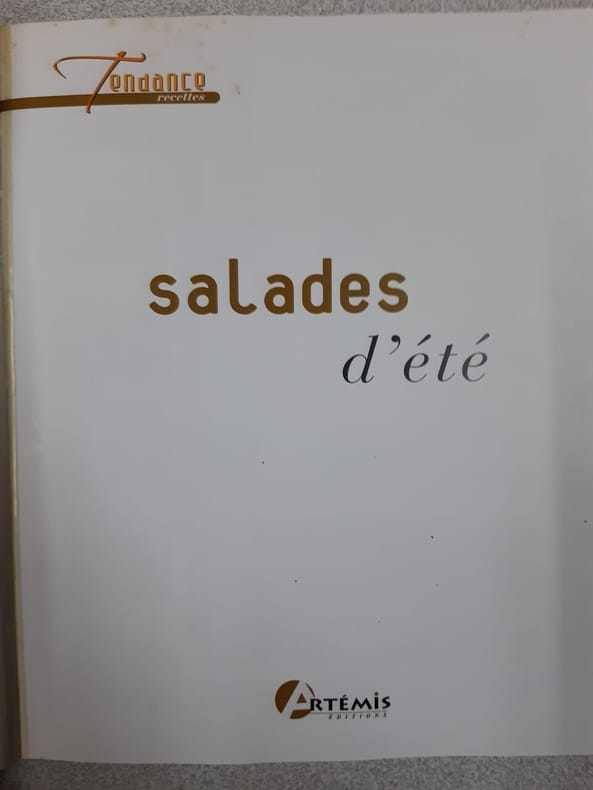 Tendance
recettes
salades
d'été
ARTÉMIS
ÉDITIONS